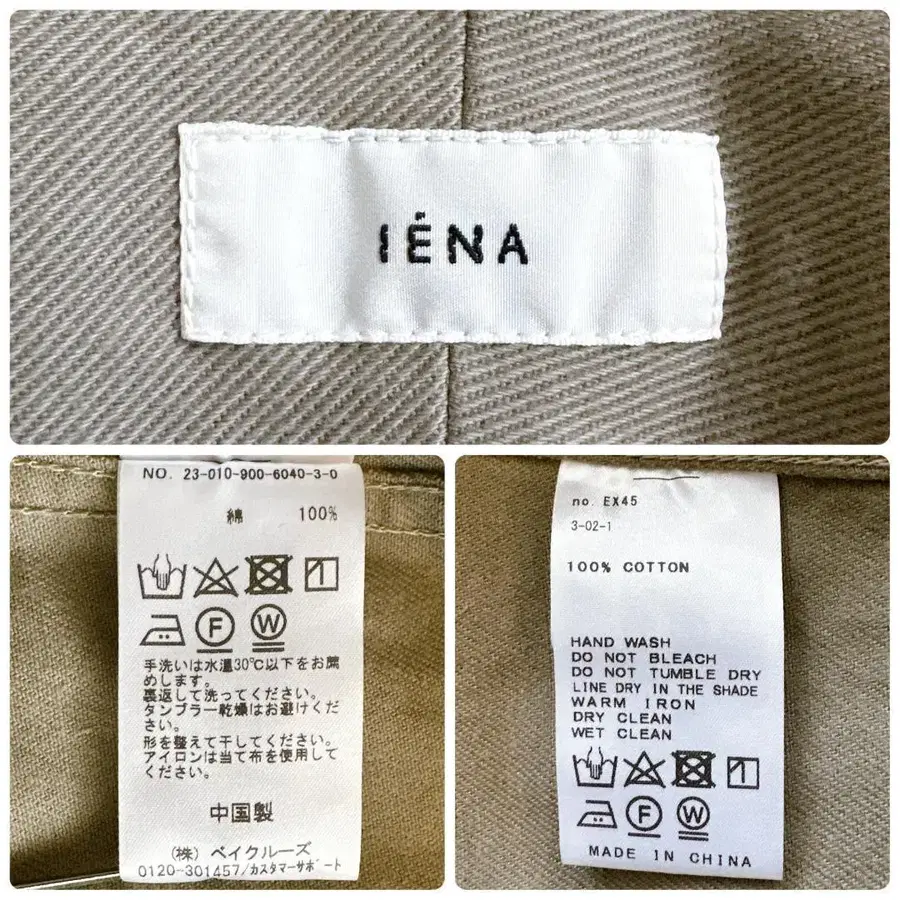 IÉNA
NO. 23-010-900-6040-3-0
綿 100%
F W
手洗いは水温30℃以下をお薦
めします。
裏返して洗ってください。
タンブラー乾燥はお避けくだ
さい。
形を整えて干してください。
アイロンは当て布を使用して
ください。
中国製
(株) ベイクルーズ
0120-301457/カスタマーサポート
no. EX45
3-02-1
100% COTTON
HAND WASH
DO NOT BLEACH
DO NOT TUMBLE DRY
LINE DRY IN THE SHADE
WARM IRON
DRY CLEAN
WET CLEAN
F W
MADE IN CHINA